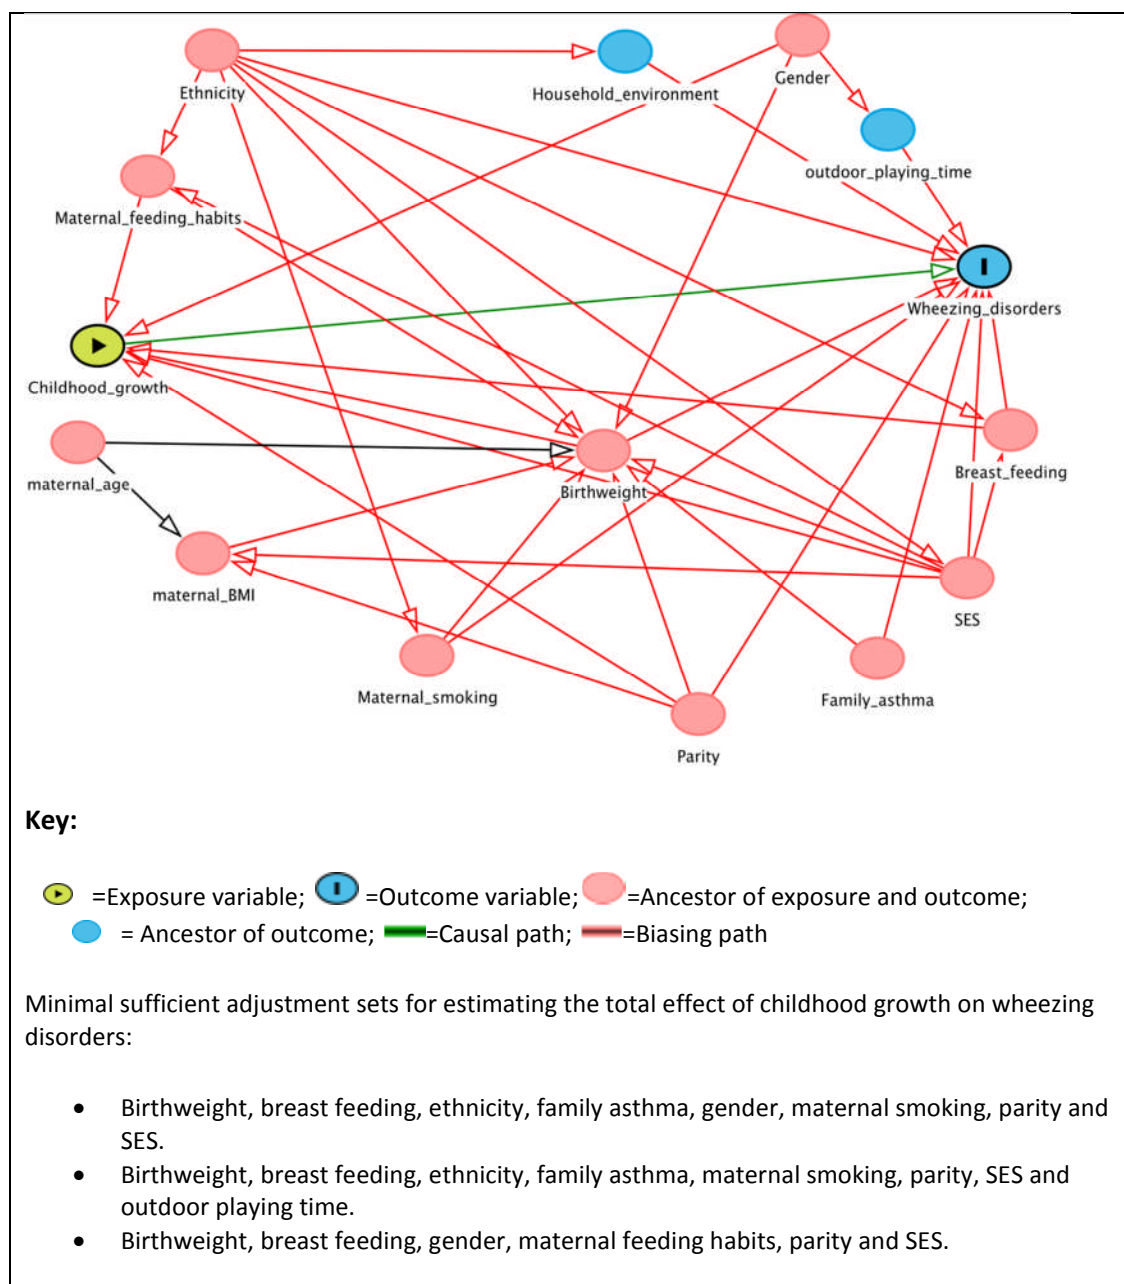 Ethnicity
Household_environment
Gender
outdoor_playing_time
Maternal_feeding_habits
Wheezing_disorders
Childhood_growth
maternal_age
Birthweight
Breast_feeding
maternal_BMI
SES
Maternal_smoking
Family_asthma
Parity
Key:
=Exposure variable; =Outcome variable; =Ancestor of exposure and outcome;
= Ancestor of outcome; =Causal path; =Biasing path
Minimal sufficient adjustment sets for estimating the total effect of childhood growth on wheezing
disorders:
• Birthweight, breast feeding, ethnicity, family asthma, gender, maternal smoking, parity and
SES.
• Birthweight, breast feeding, ethnicity, family asthma, maternal smoking, parity, SES and
outdoor playing time.
• Birthweight, breast feeding, gender, maternal feeding habits, parity and SES.